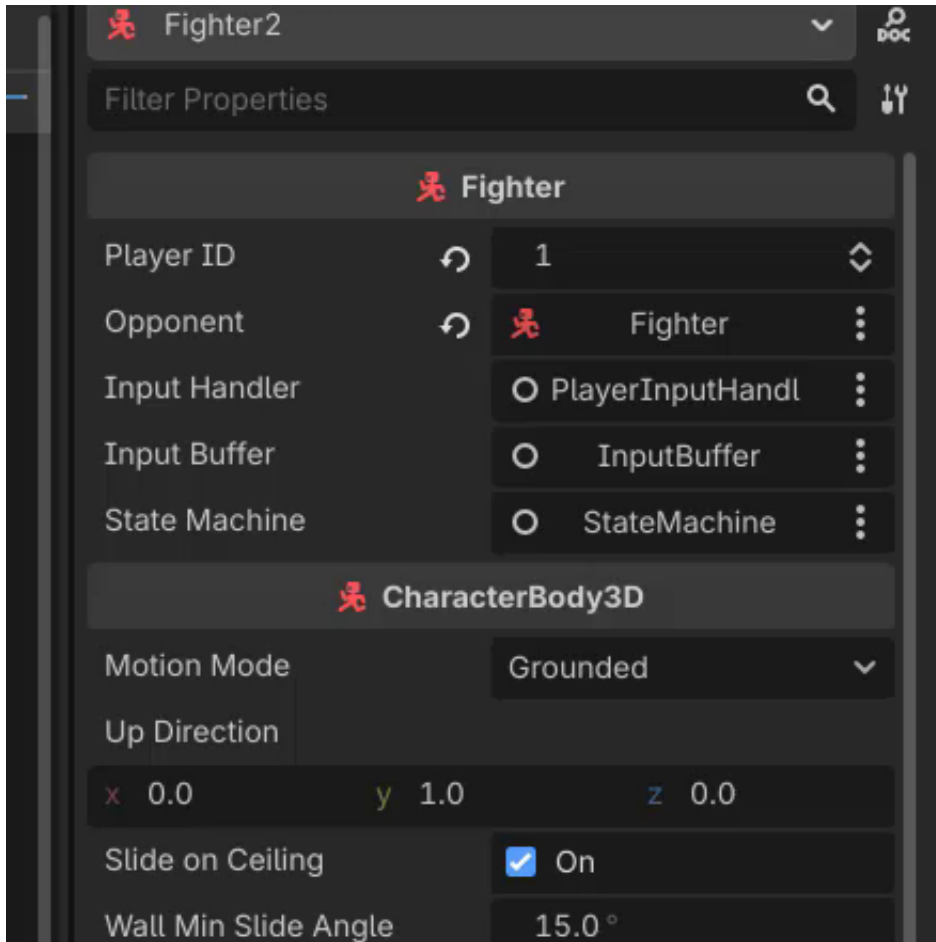 Fighter2
DOC
Filter Properties
Fighter
Player ID 1
Opponent Fighter
Input Handler PlayerInputHandl
Input Buffer InputBuffer
State Machine StateMachine
CharacterBody3D
Motion Mode Grounded
Up Direction
x 0.0 y 1.0 z 0.0
Slide on Ceiling On
Wall Min Slide Angle 15.0°